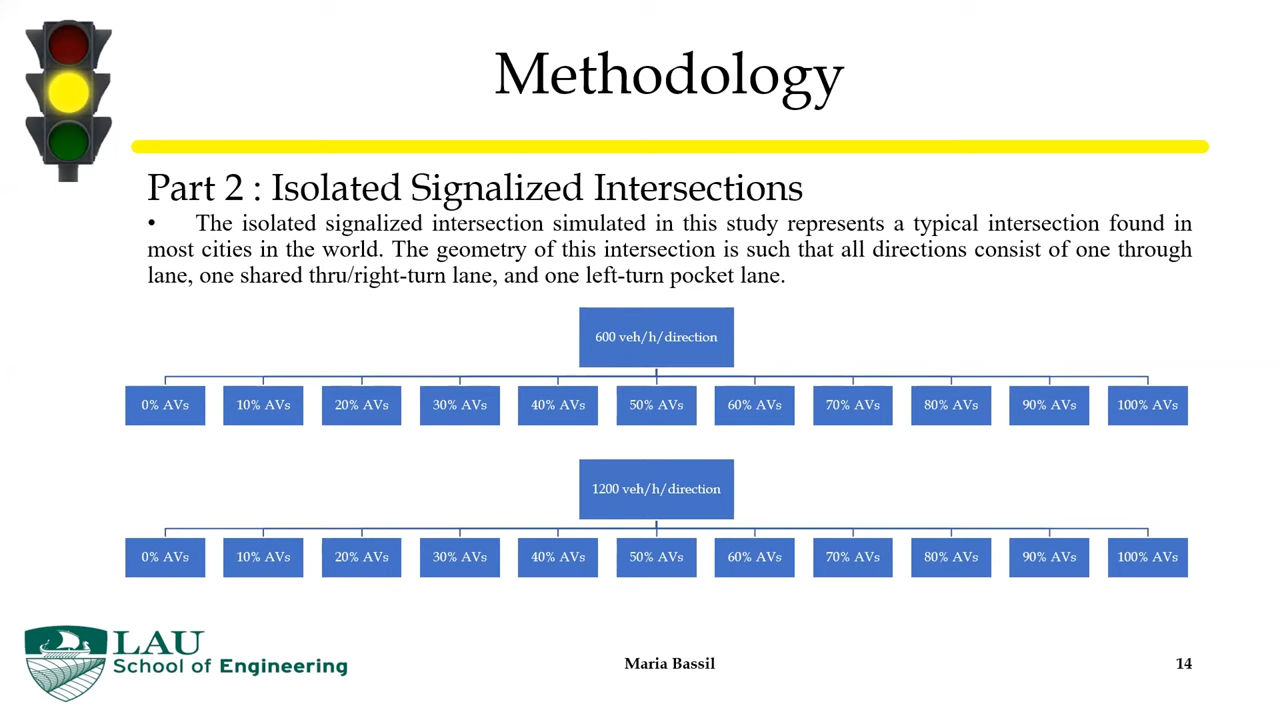 Methodology
Part 2 : Isolated Signalized Intersections
• The isolated signalized intersection simulated in this study represents a typical intersection found in
most cities in the world. The geometry of this intersection is such that all directions consist of one through
lane, one shared thru/right-turn lane, and one left-turn pocket lane.
600 veh/h/direction
0% AVs 10% AVs 20% AVs 30% AVs 40% AVs 50% AVs 60% AVs 70% AVs 80% AVs 90% AVs 100% AVs
1200 veh/h/direction
0% AVs 10% AVs 20% AVs 30% AVs 40% AVs 50% AVs 60% AVs 70% AVs 80% AVs 90% AVs 100% AVs
LAU
School of Engineering
Maria Bassil
14